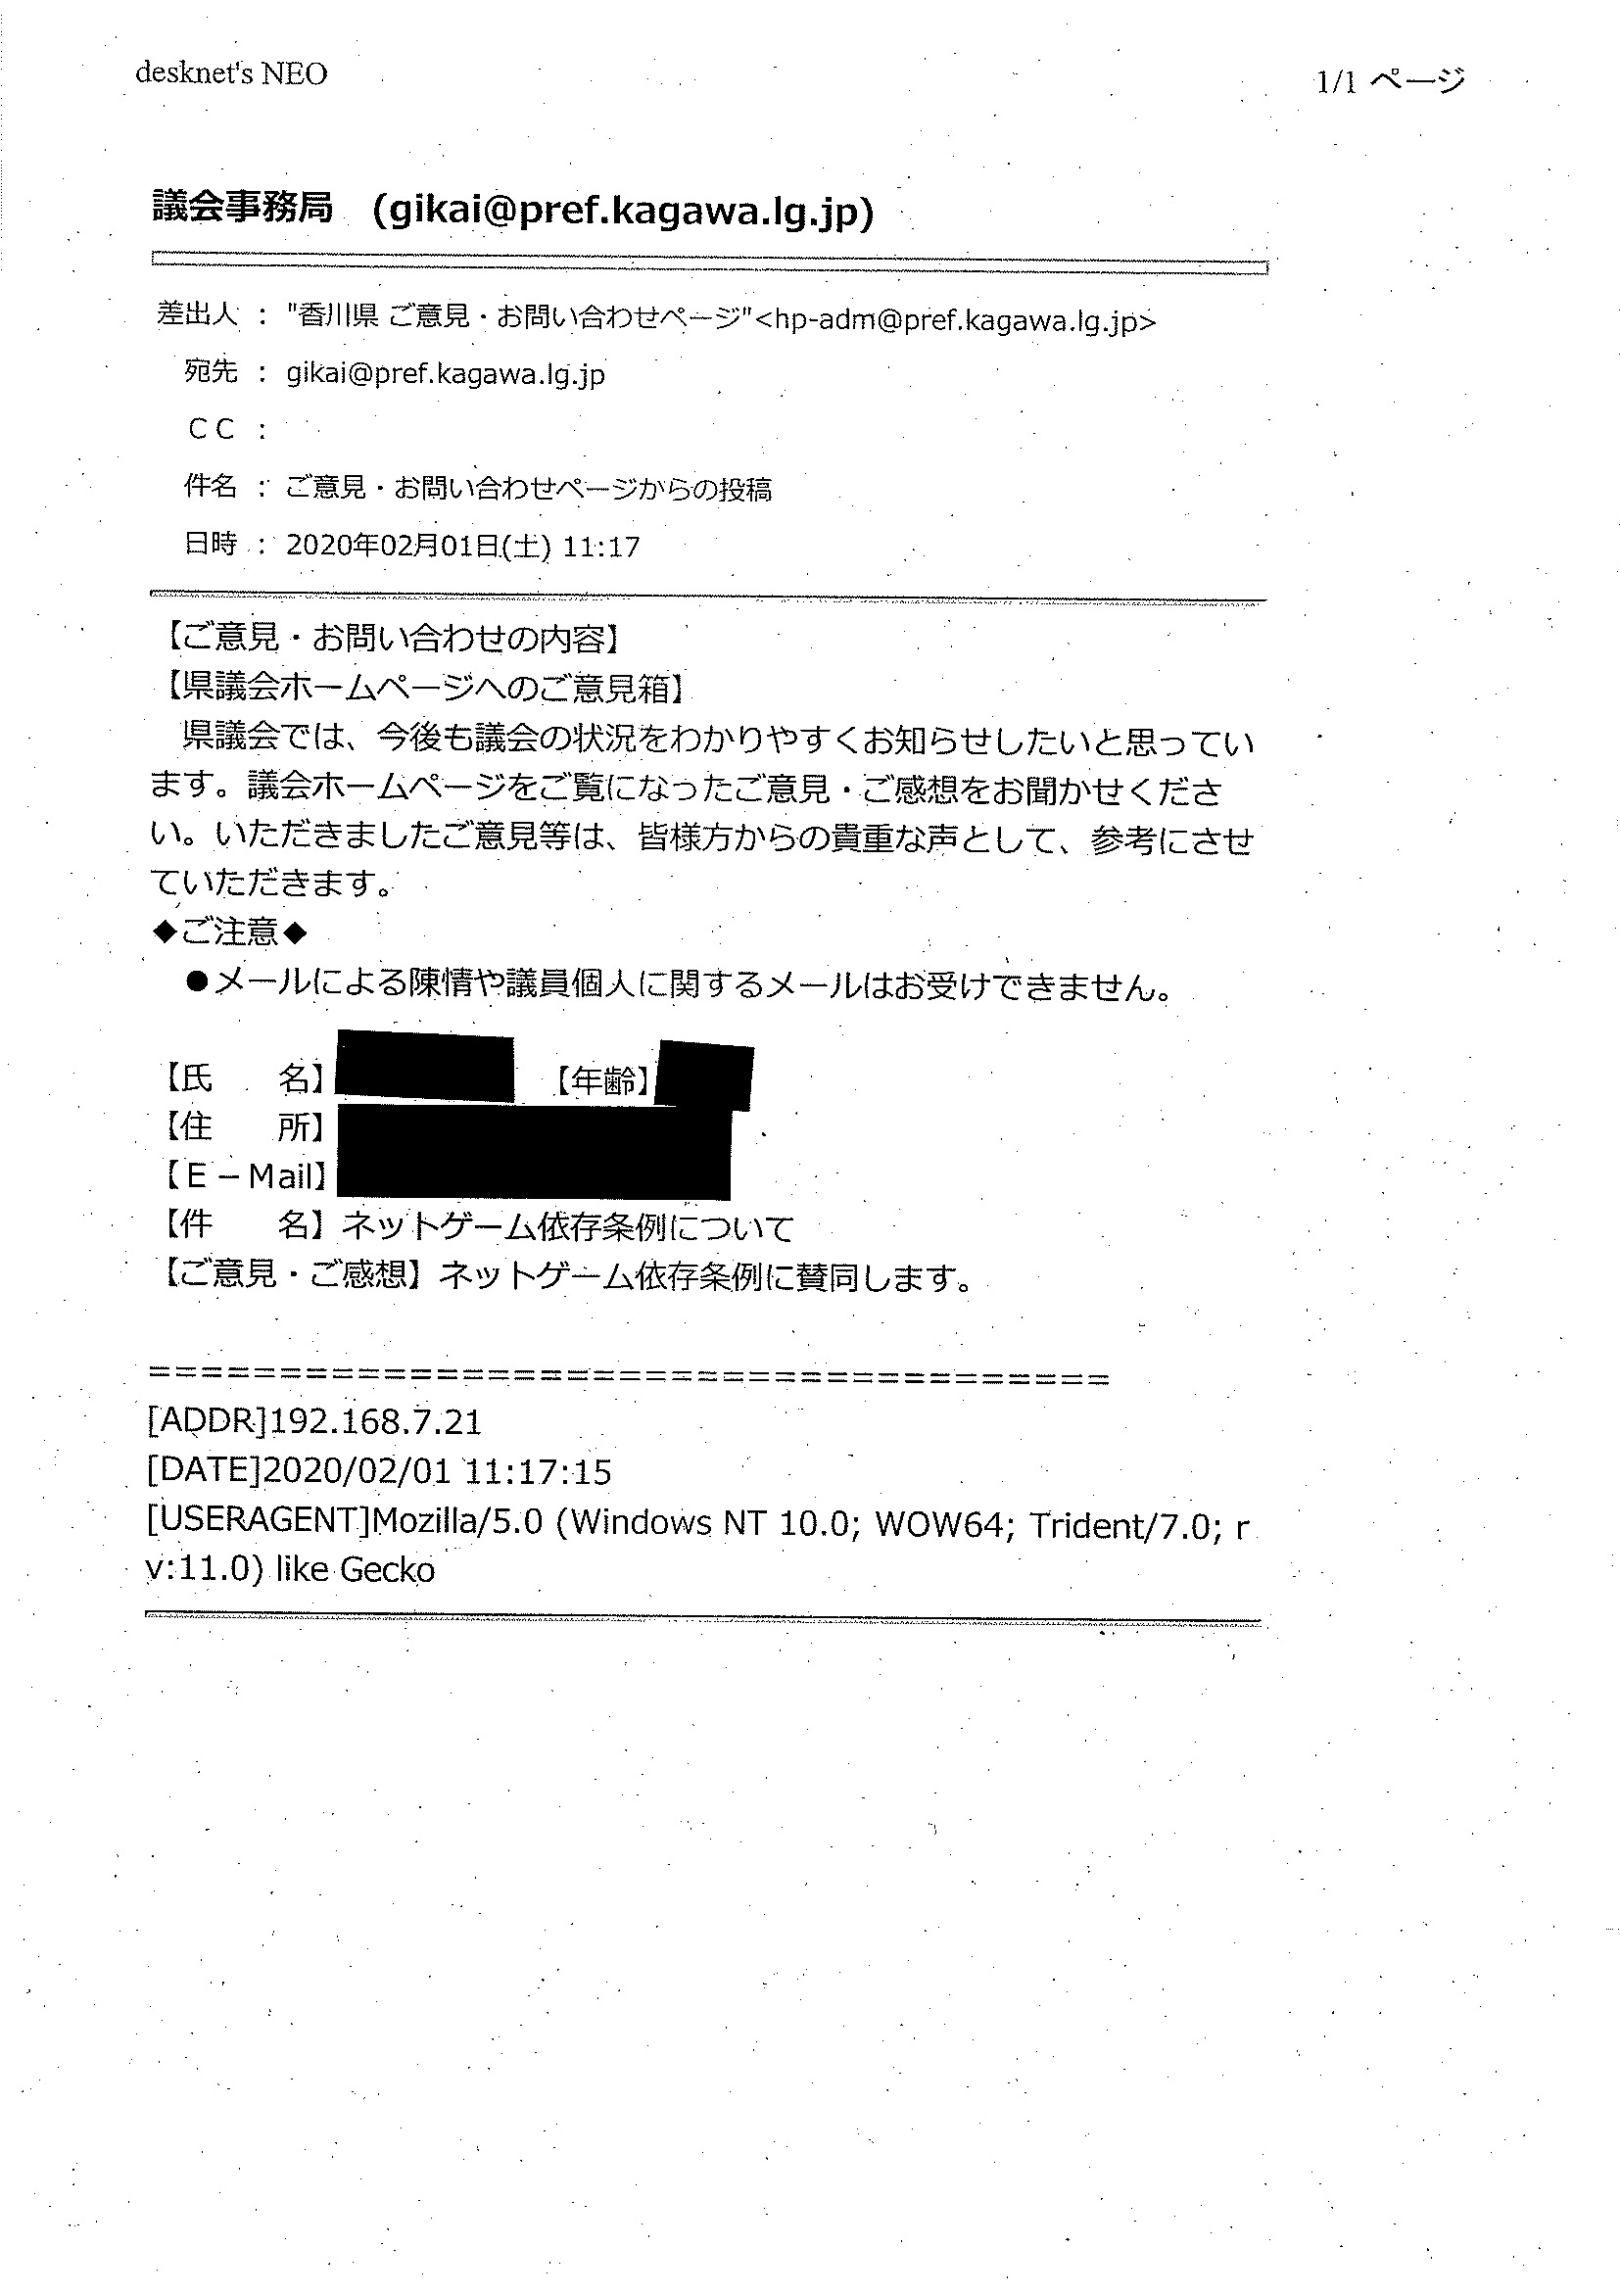 desknet's NEO
1/1 ページ
議会事務局 (gikai@pref.kagawa.lg.jp)
差出人 : "香川県 ご意見・お問い合わせページ"<hp-adm@pref.kagawa.lg.jp>
宛先 : gikai@pref.kagawa.lg.jp
ＣＣ :
件名 : ご意見・お問い合わせページからの投稿
日時 : 2020年02月01日(土) 11:17
【ご意見・お問い合わせの内容】
【県議会ホームページへのご意見箱】
県議会では、今後も議会の状況をわかりやすくお知らせしたいと思ってい
ます。議会ホームページをご覧になったご意見・ご感想をお聞かせくださ
い。いただきましたご意見等は、皆様方からの貴重な声として、参考にさせ
ていただきます。
◆ご注意◆
●メールによる陳情や議員個人に関するメールはお受けできません。
【氏　　名】 【年齢】
【住　　所】
【Ｅ－Mail】
【件　　名】ネットゲーム依存条例について
【ご意見・ご感想】ネットゲーム依存条例に賛同します。
=====================================
[ADDR]192.168.7.21
[DATE]2020/02/01 11:17:15
[USERAGENT]Mozilla/5.0 (Windows NT 10.0; WOW64; Trident/7.0; r
v:11.0) like Gecko